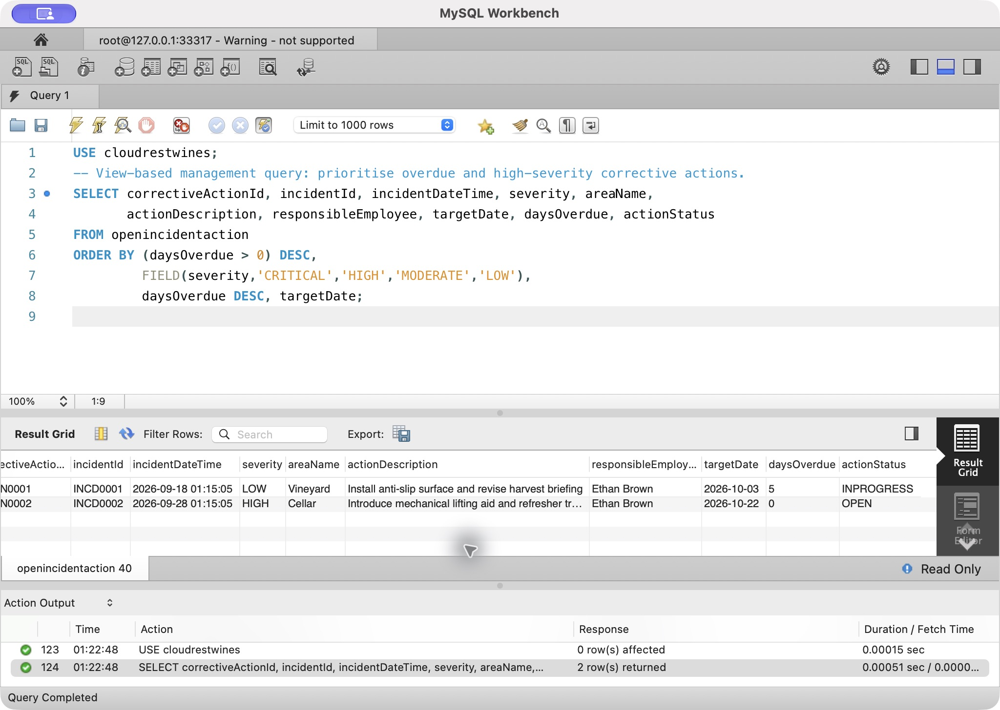 MySQL Workbench
root@127.0.0.1:33317 - Warning - not supported
SQL SQL
Query 1
Limit to 1000 rows
1 USE cloudrestwines;
2 -- View-based management query: prioritise overdue and high-severity corrective actions.
3 SELECT correctiveActionId, incidentId, incidentDateTime, severity, areaName,
4 actionDescription, responsibleEmployee, targetDate, daysOverdue, actionStatus
5 FROM openincidentaction
6 ORDER BY (daysOverdue > 0) DESC,
7 FIELD(severity,'CRITICAL','HIGH','MODERATE','LOW'),
8 daysOverdue DESC, targetDate;
9
100% 1:9
Result Grid Filter Rows: Search Export:
ectiveActio... incidentId incidentDateTime severity areaName actionDescription responsibleEmploy... targetDate daysOverdue actionStatus
N0001 INCD0001 2026-09-18 01:15:05 LOW Vineyard Install anti-slip surface and revise harvest briefing Ethan Brown 2026-10-03 5 INPROGRESS
N0002 INCD0002 2026-09-28 01:15:05 HIGH Cellar Introduce mechanical lifting aid and refresher tr... Ethan Brown 2026-10-22 0 OPEN
Result
Grid
Form
Editor
openincidentaction 40 Read Only
Action Output
Time Action Response Duration / Fetch Time
123 01:22:48 USE cloudrestwines 0 row(s) affected 0.00015 sec
124 01:22:48 SELECT correctiveActionId, incidentId, incidentDateTime, severity, areaName,... 2 row(s) returned 0.00051 sec / 0.0000...
Query Completed